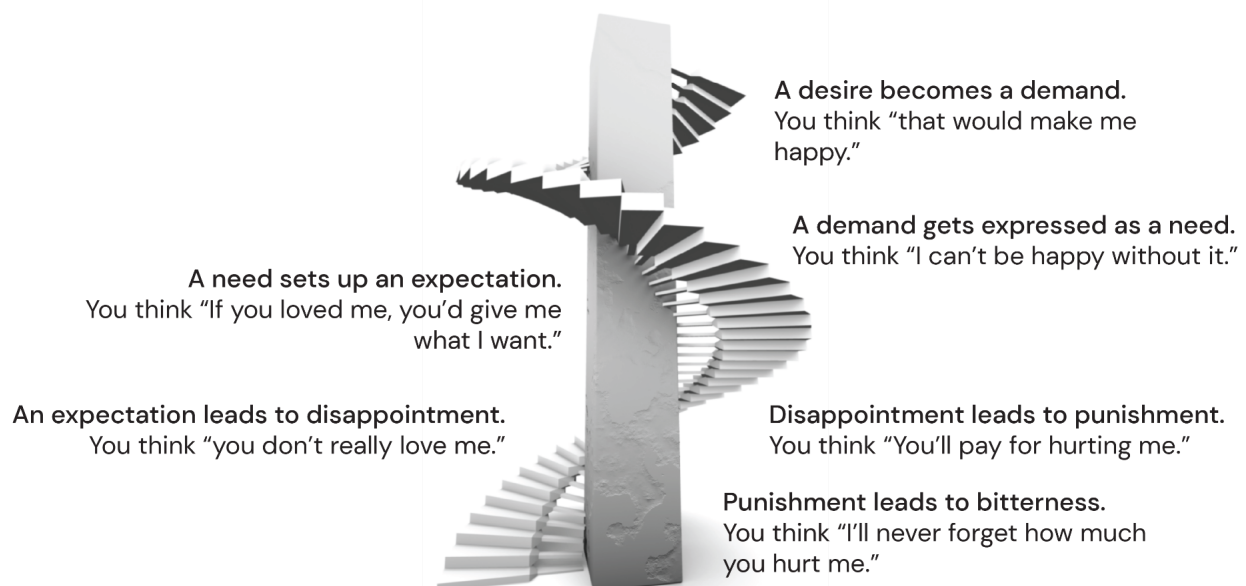 A desire becomes a demand.
You think “that would make me
happy.”
A demand gets expressed as a need.
You think “I can’t be happy without it.”
A need sets up an expectation.
You think “If you loved me, you’d give me
what I want.”
An expectation leads to disappointment.
You think “you don’t really love me.”
Disappointment leads to punishment.
You think “You’ll pay for hurting me.”
Punishment leads to bitterness.
You think “I’ll never forget how much
you hurt me.”